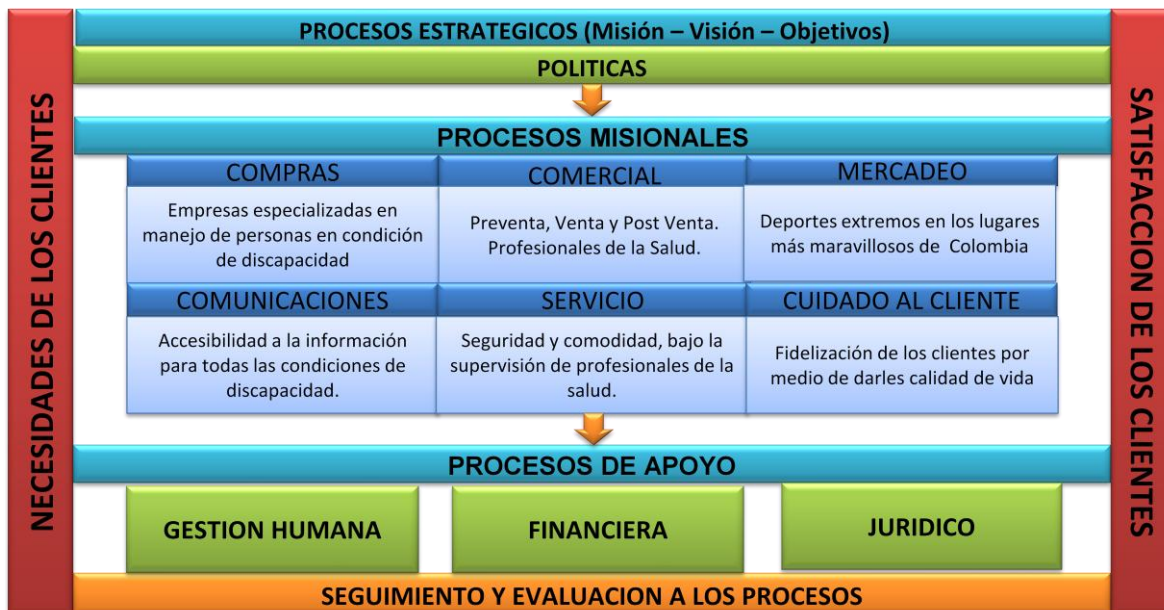 PROCESOS ESTRATEGICOS (Misión – Visión – Objetivos)
POLITICAS
NECESIDADES DE LOS CLIENTES
PROCESOS MISIONALES
COMPRAS
Empresas especializadas en
manejo de personas en condición
de discapacidad
COMERCIAL
Preventa, Venta y Post Venta.
Profesionales de la Salud.
MERCADEO
Deportes extremos en los lugares
más maravillosos de Colombia
COMUNICACIONES
Accesibilidad a la información
para todas las condiciones de
discapacidad.
SERVICIO
Seguridad y comodidad, bajo la
supervisión de profesionales de la
salud.
CUIDADO AL CLIENTE
Fidelización de los clientes por
medio de darles calidad de vida
SATISFACCION DE LOS CLIENTES
PROCESOS DE APOYO
GESTION HUMANA
FINANCIERA
JURIDICO
SEGUIMIENTO Y EVALUACION A LOS PROCESOS